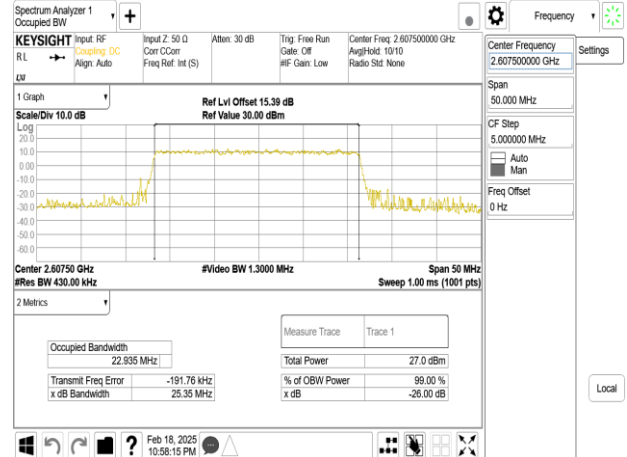 Spectrum Analyzer 1
Occupied BW
Frequency
KEYSIGHT
RL
Input: RF
Coupling: DC
Align: Auto
Input Z: 50 Ω
Corr CCorr
Freq Ref: Int (S)
Atten: 30 dB
Trig: Free Run
Gate: Off
#IF Gain: Low
Center Freq: 2.607500000 GHz
Avg|Hold: 10/10
Radio Std: None
Center Frequency
2.607500000 GHz
Settings
Span
50.000 MHz
CF Step
5.000000 MHz
Auto
Man
Freq Offset
0 Hz
Local
1 Graph
Scale/Div 10.0 dB
Ref Lvl Offset 15.39 dB
Ref Value 30.00 dBm
Log
20.0
10.0
0.00
-10.0
-20.0
-30.0
-40.0
-50.0
-60.0
Center 2.60750 GHz
#Res BW 430.00 kHz
#Video BW 1.3000 MHz
Span 50 MHz
Sweep 1.00 ms (1001 pts)
2 Metrics
Measure Trace
Trace 1
Occupied Bandwidth
22.935 MHz
Total Power
27.0 dBm
Transmit Freq Error
-191.76 kHz
% of OBW Power
99.00 %
x dB Bandwidth
25.35 MHz
x dB
-26.00 dB
Feb 18, 2025
10:58:15 PM